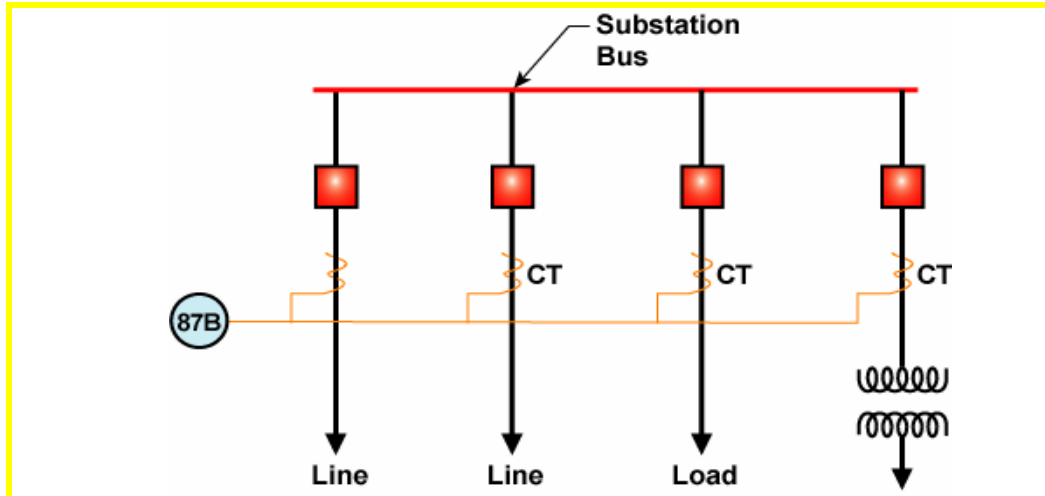 Substation
Bus
CT
CT
CT
87B
Line
Line
Load